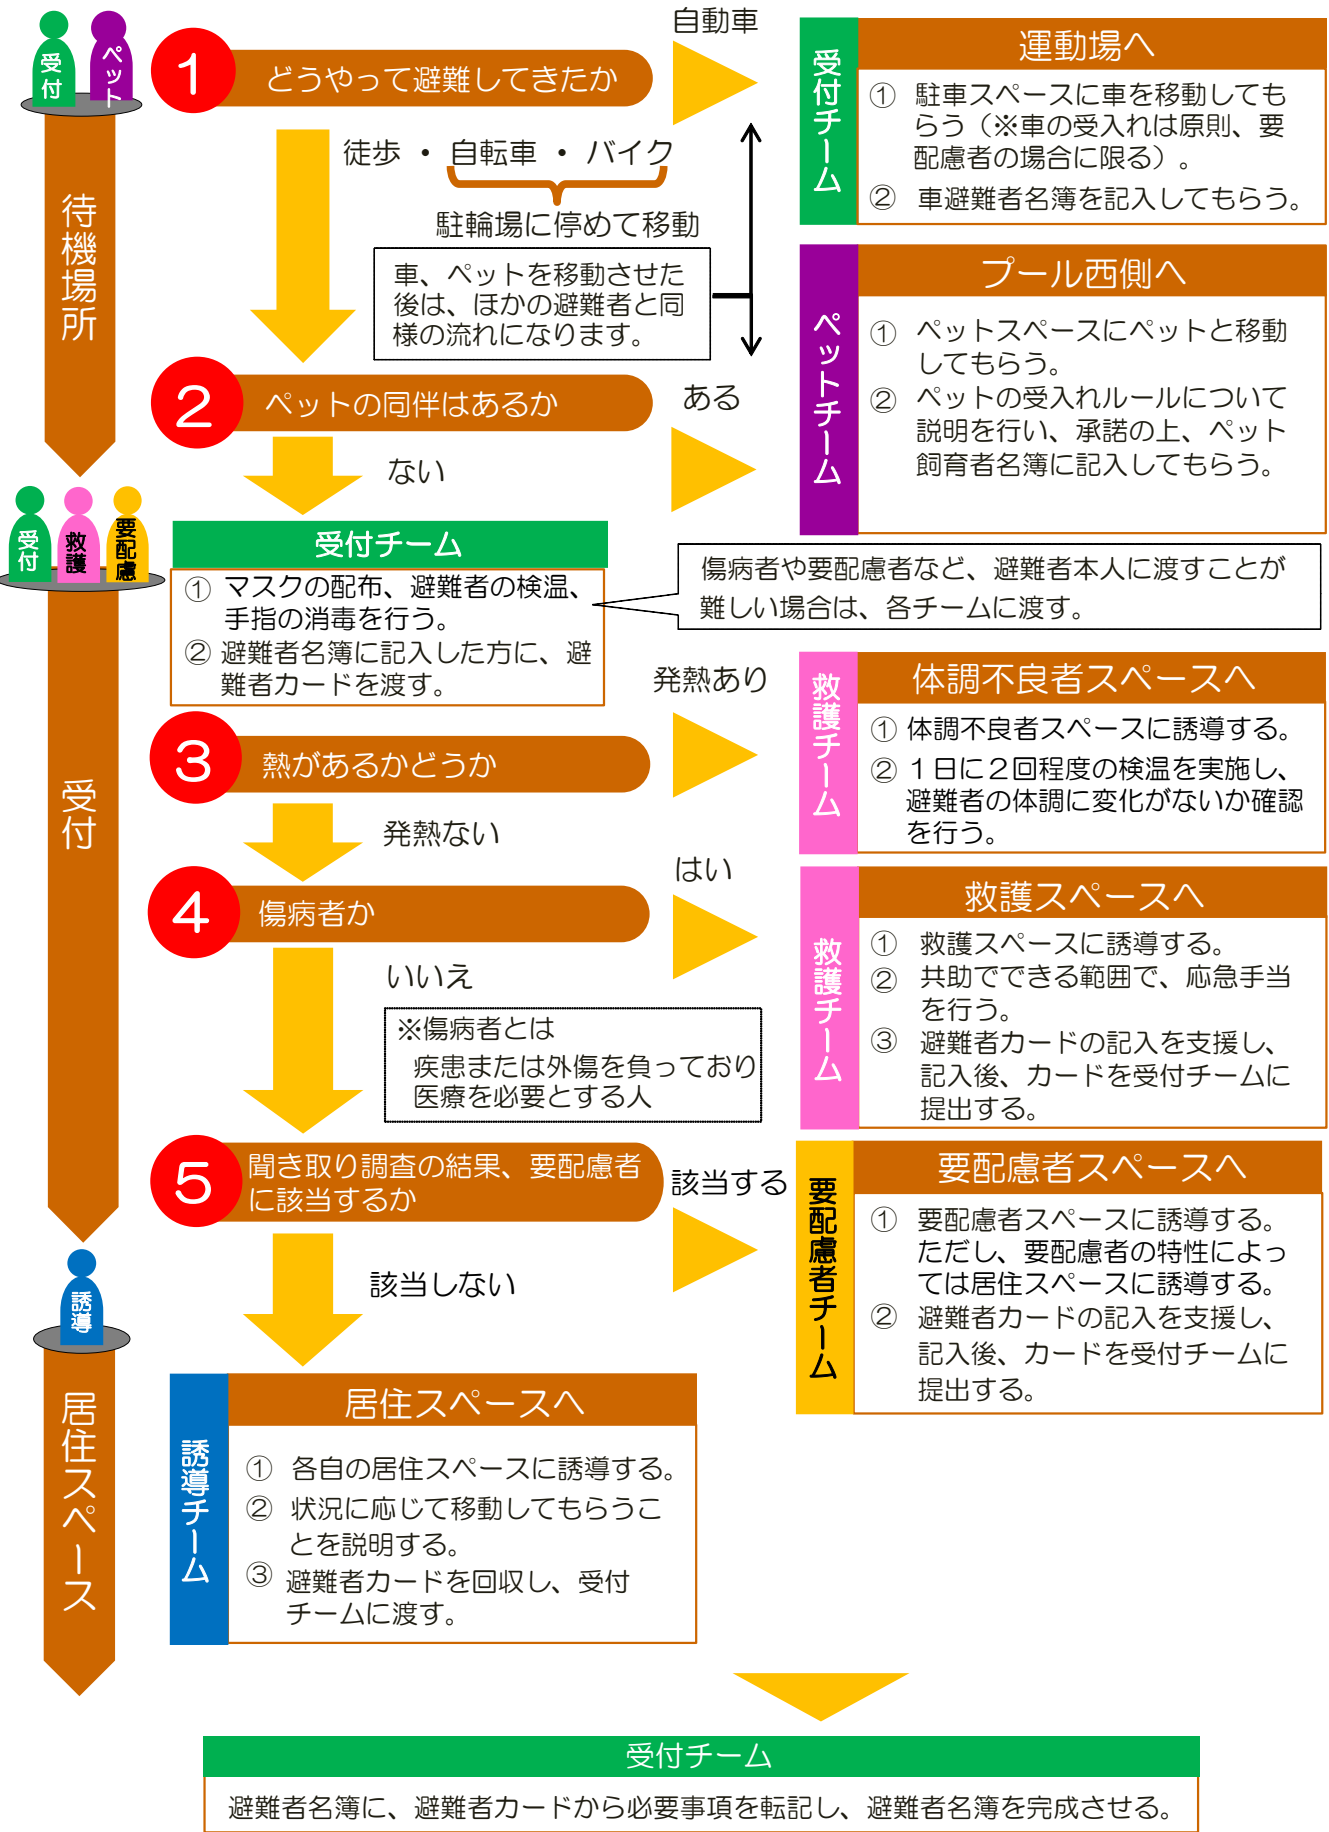 受付
ペット
待機場所
1
どうやって避難してきたか
自動車
徒歩 ・ 自転車 ・ バイク
駐輪場に停めて移動
車、ペットを移動させた
後は、ほかの避難者と同
様の流れになります。
受付チーム
運動場へ
① 駐車スペースに車を移動しても
らう（※車の受入れは原則、要
配慮者の場合に限る）。
② 車避難者名簿を記入してもらう。
2
ペットの同伴はあるか
ある
ない
ペットチーム
プール西側へ
① ペットスペースにペットと移動
してもらう。
② ペットの受入れルールについて
説明を行い、承諾の上、ペット
飼育者名簿に記入してもらう。
受付
救護
要配慮
受付
受付チーム
① マスクの配布、避難者の検温、
手指の消毒を行う。
② 避難者名簿に記入した方に、避
難者カードを渡す。
傷病者や要配慮者など、避難者本人に渡すことが
難しい場合は、各チームに渡す。
3
熱があるかどうか
発熱あり
発熱ない
救護チーム
体調不良者スペースへ
① 体調不良者スペースに誘導する。
② １日に２回程度の検温を実施し、
避難者の体調に変化がないか確認
を行う。
4
傷病者か
はい
いいえ
※傷病者とは
疾患または外傷を負っており
医療を必要とする人
救護チーム
救護スペースへ
① 救護スペースに誘導する。
② 共助でできる範囲で、応急手当
を行う。
③ 避難者カードの記入を支援し、
記入後、カードを受付チームに
提出する。
5
聞き取り調査の結果、要配慮者
に該当するか
該当する
該当しない
要配慮者チーム
要配慮者スペースへ
① 要配慮者スペースに誘導する。
ただし、要配慮者の特性によっ
ては居住スペースに誘導する。
② 避難者カードの記入を支援し、
記入後、カードを受付チームに
提出する。
誘導
居住スペース
誘導チーム
居住スペースへ
① 各自の居住スペースに誘導する。
② 状況に応じて移動してもらうこ
とを説明する。
③ 避難者カードを回収し、受付
チームに渡す。
受付チーム
避難者名簿に、避難者カードから必要事項を転記し、避難者名簿を完成させる。